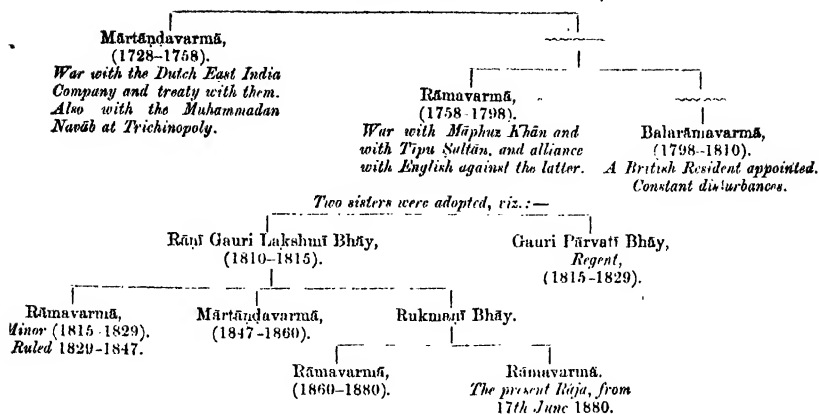 Mārtāṇḍavarmā,
(1728–1758).
War with the Dutch East India
Company and treaty with them.
Also with the Muhammadan
Navāb at Trichinopoly.
Rāmavarmā,
(1758-1798).
War with Māphuz Khān and
with Tīpu Sultān, and alliance
with English against the latter.
Balarāmavarmā,
(1798–1810).
A British Resident appointed.
Constant disturbances.
Two sisters were adopted, viz.:—
Rāṇī Gauri Lakshmī Bhāy,
(1810–1815).
Gauri Pārvatī Bhāy,
Regent,
(1815–1829).
Rāmavarmā,
Minor (1815-1829).
Ruled 1829–1847.
Mārtāṇḍavarmā,
(1847–1860).
Rukmaṇī Bhāy.
Rāmavarmā,
(1860–1880).
Rāmavarmā.
The present Rāja, from
17th June 1880.